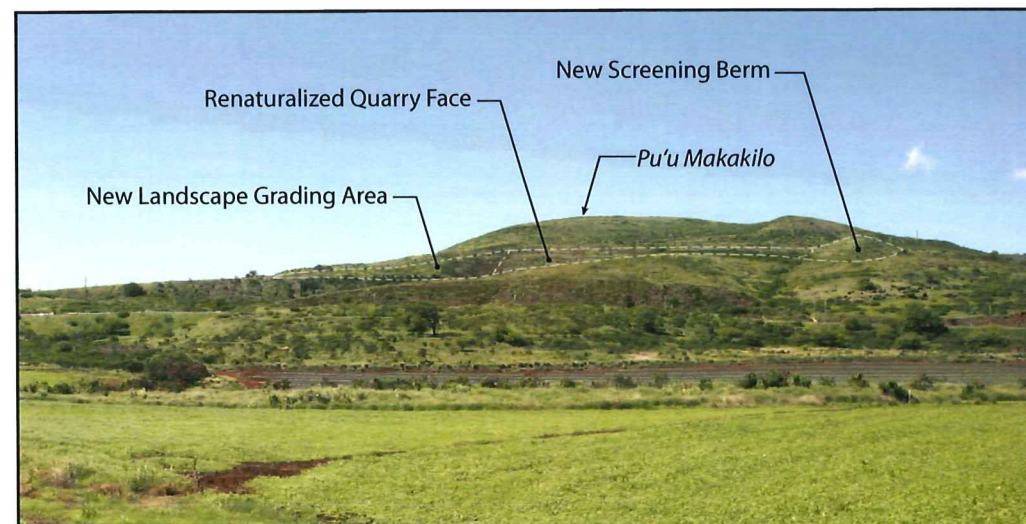 New Screening Berm
Renaturalized Quarry Face
Pu‘u Makakilo
New Landscape Grading Area